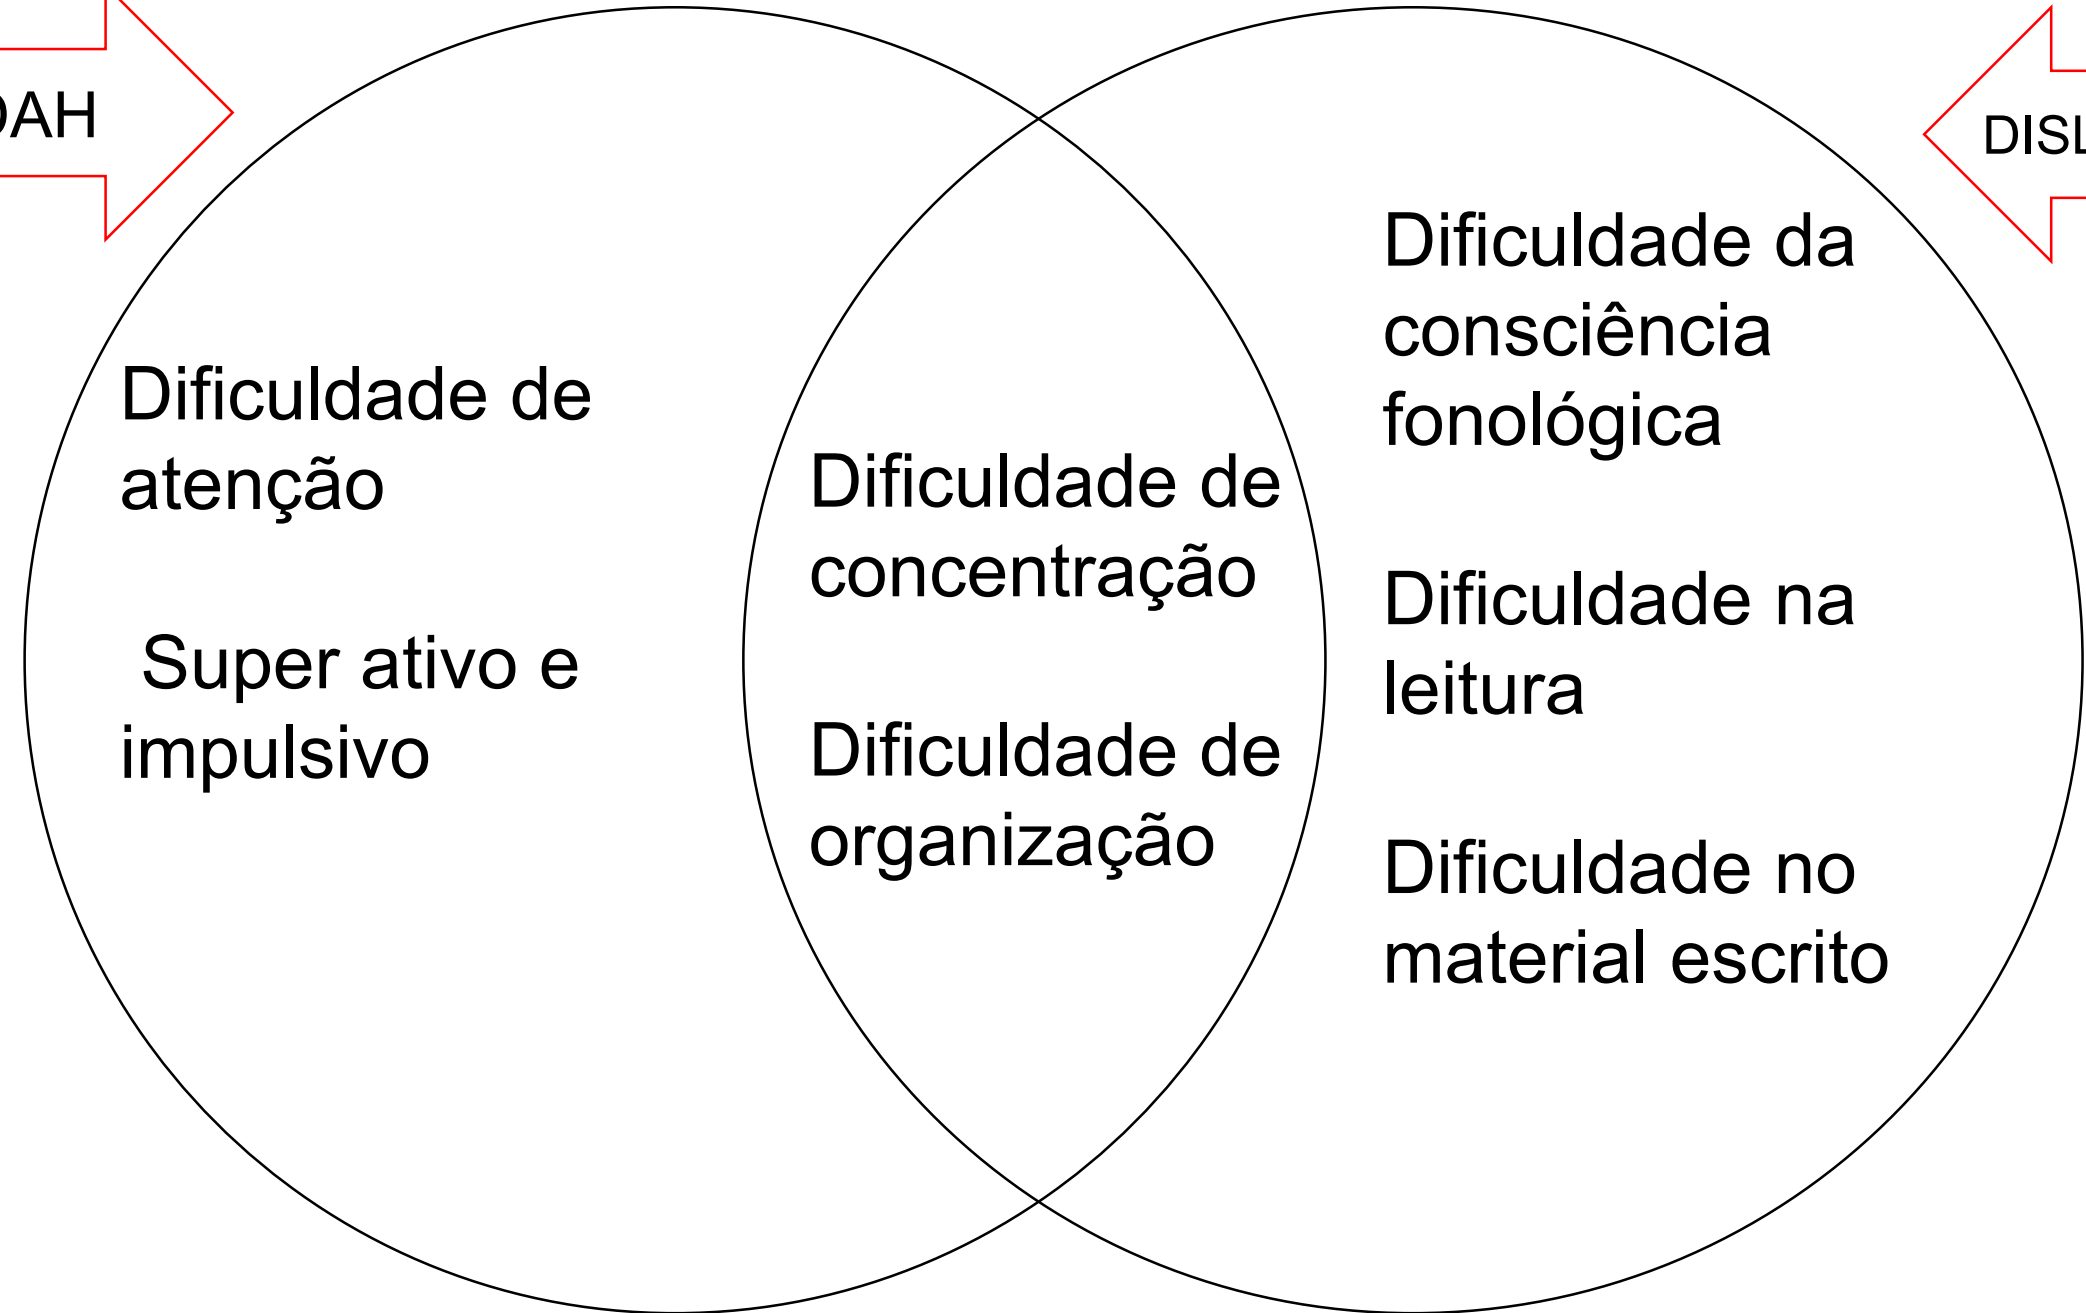 DAH
DISL
Dificuldade de
atenção
Super ativo e
impulsivo
Dificuldade de
concentração
Dificuldade de
organização
Dificuldade da
consciência
fonológica
Dificuldade na
leitura
Dificuldade no
material escrito